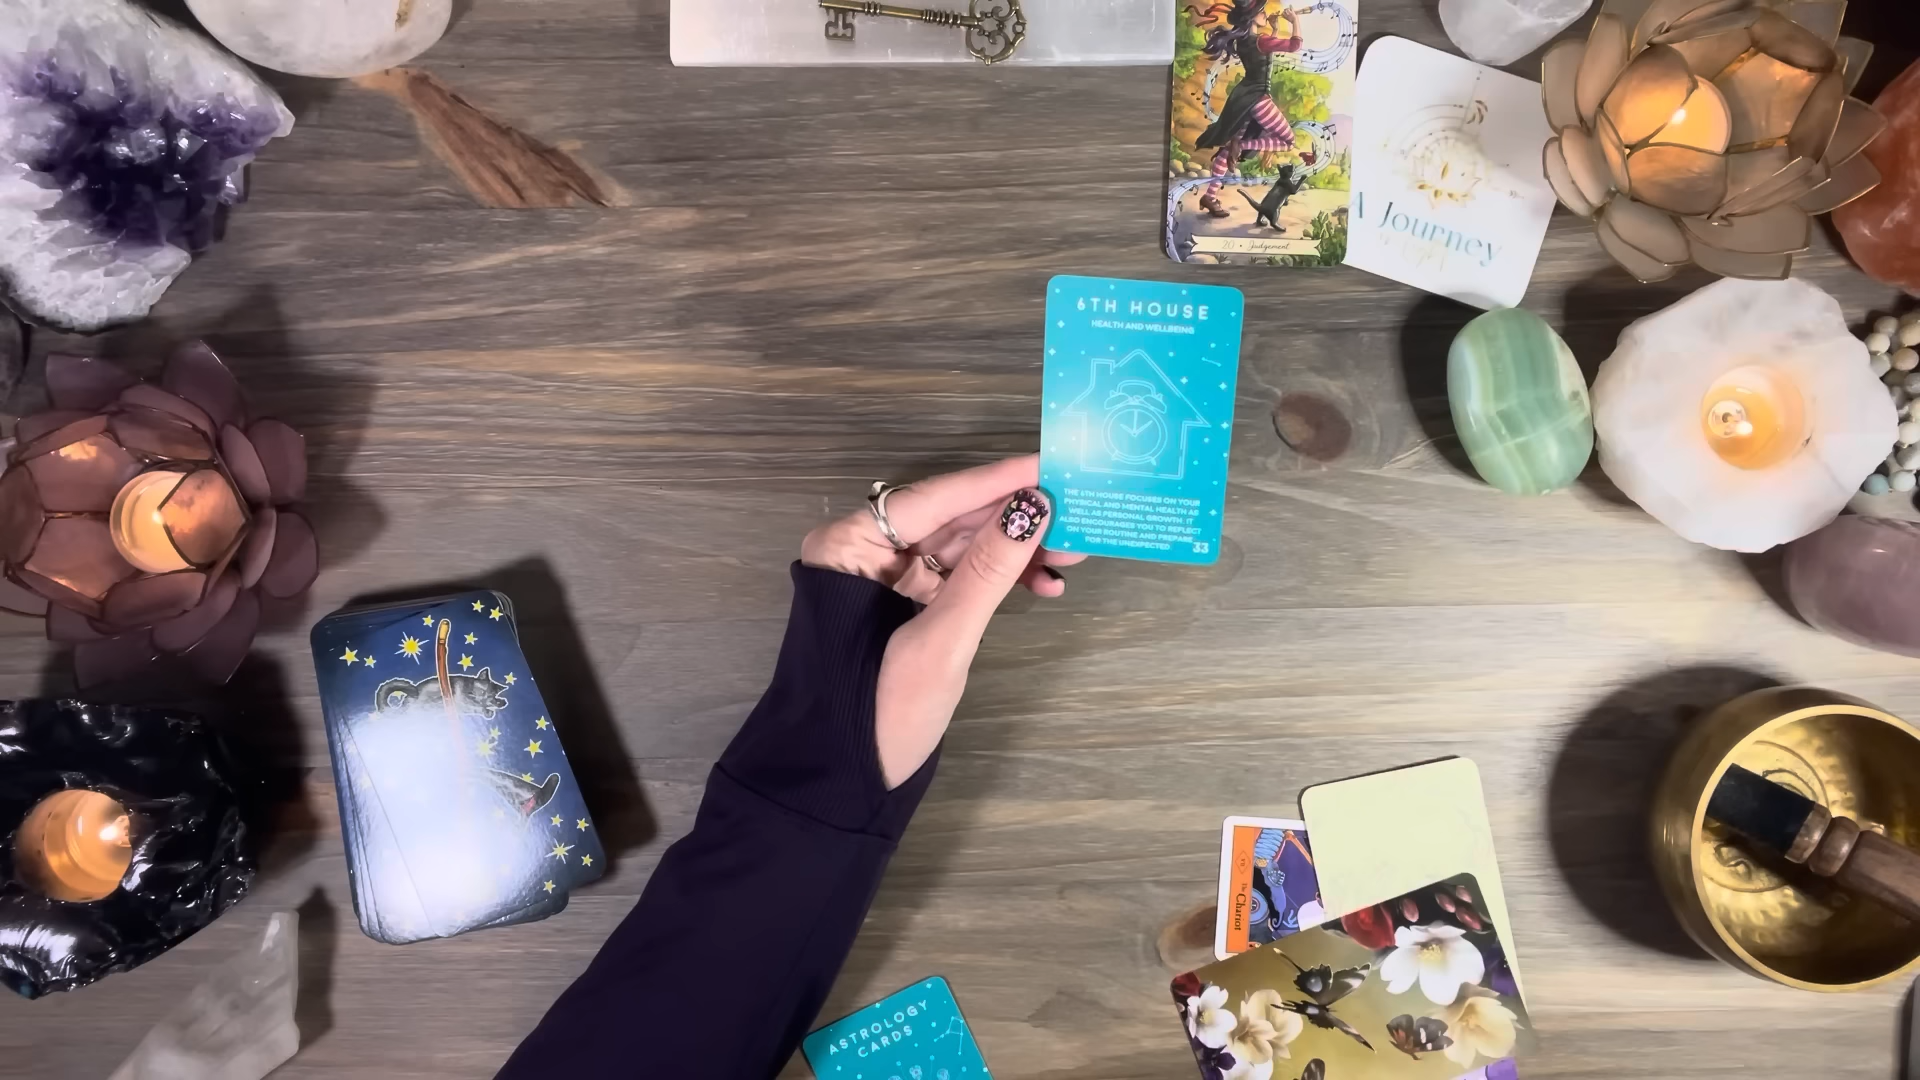 20 • Judgement
A Journey
6TH HOUSE
HEALTH AND WELLBEING
THE 6TH HOUSE FOCUSES ON YOUR
PHYSICAL AND MENTAL HEALTH AS
WELL AS PERSONAL GROWTH. IT
ALSO ENCOURAGES YOU TO REFLECT
ON YOUR ROUTINE AND PREPARE
FOR THE UNEXPECTED.
33
VII
The Chariot
ASTROLOGY
CARDS